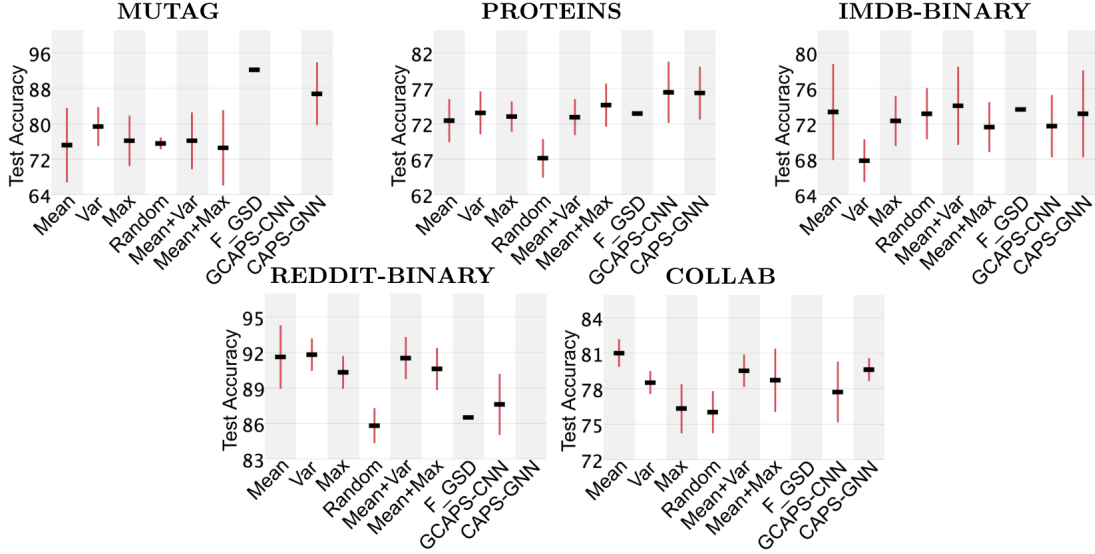 MUTAG
Test Accuracy
96
88
80
72
64
Mean
Var
Max
Random
Mean+Var
Mean+Max
F_GSD
GCAPS-CNN
CAPS-GNN
PROTEINS
82
77
72
67
62
Mean
Var
Max
Random
Mean+Var
Mean+Max
F_GSD
GCAPS-CNN
CAPS-GNN
IMDB-BINARY
Test Accuracy
80
76
72
68
64
Mean
Var
Max
Random
Mean+Var
Mean+Max
F_GSD
GCAPS-CNN
CAPS-GNN
REDDIT-BINARY
Test Accuracy
95
92
89
86
83
Mean
Var
Max
Random
Mean+Var
Mean+Max
F_GSD
GCAPS-CNN
CAPS-GNN
COLLAB
Test Accuracy
84
81
78
75
72
Mean
Var
Max
Random
Mean+Var
Mean+Max
F_GSD
GCAPS-CNN
CAPS-GNN